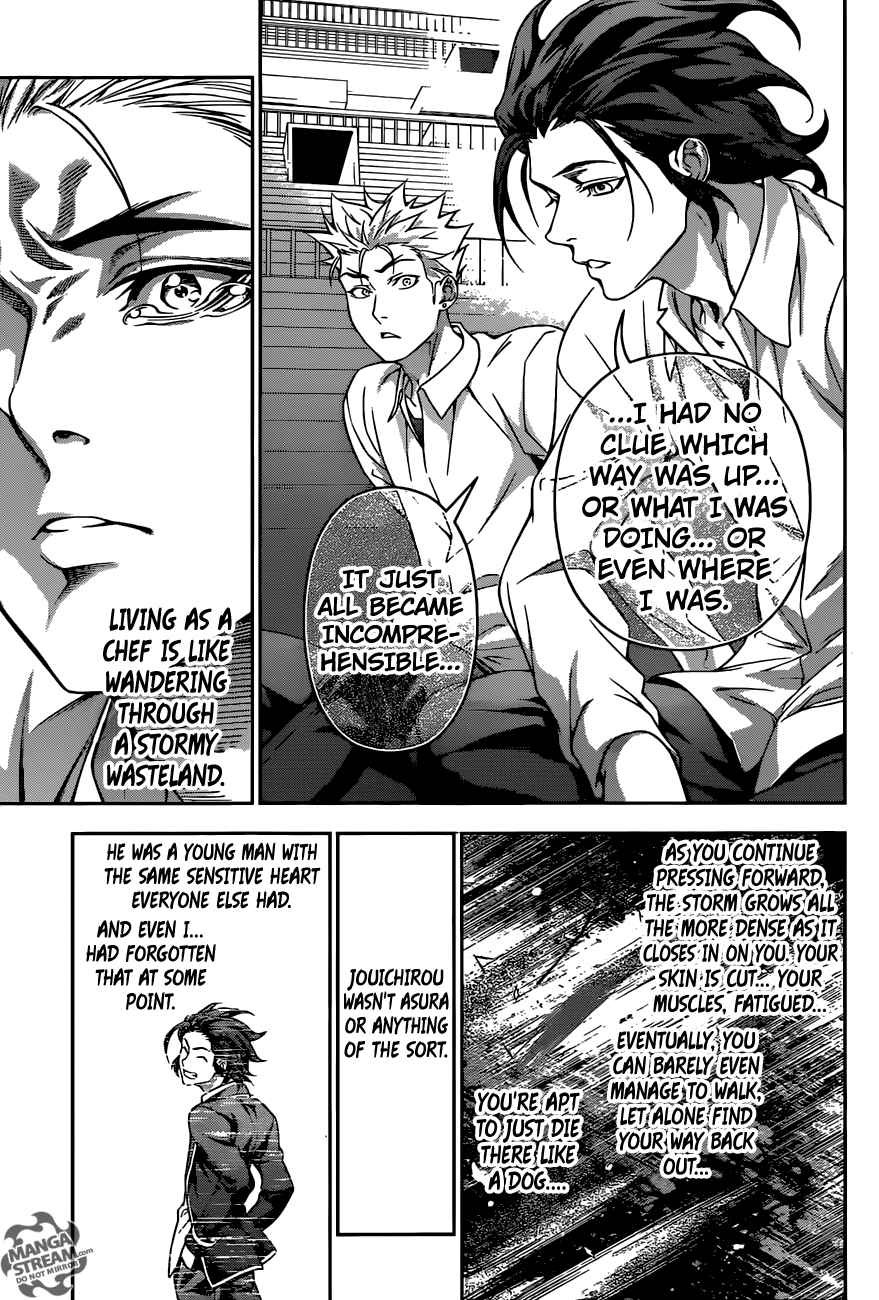 ...I HAD NO
CLUE WHICH
WAY WAS UP...
OR WHAT I WAS
DOING... OR
EVEN WHERE
I WAS.
IT JUST
ALL BECAME
INCOMPRE-
HENSIBLE...
LIVING AS A
CHEF IS LIKE
WANDERING
THROUGH
A STORMY
WASTELAND.
AS YOU CONTINUE
PRESSING FORWARD,
THE STORM GROWS ALL
THE MORE DENSE AS IT
CLOSES IN ON YOU. YOUR
SKIN IS CUT... YOUR
MUSCLES, FATIGUED...
EVENTUALLY, YOU
CAN BARELY EVEN
MANAGE TO WALK,
LET ALONE FIND
YOUR WAY BACK
OUT...
YOU'RE APT
TO JUST DIE
THERE LIKE
A DOG....
JOUICHIROU
WASN'T ASURA
OR ANYTHING
OF THE SORT.
HE WAS A YOUNG MAN WITH
THE SAME SENSITIVE HEART
EVERYONE ELSE HAD.
AND EVEN I...
HAD FORGOTTEN
THAT AT SOME
POINT.
MANGA
STREAM.com
DO NOT MIRROR!